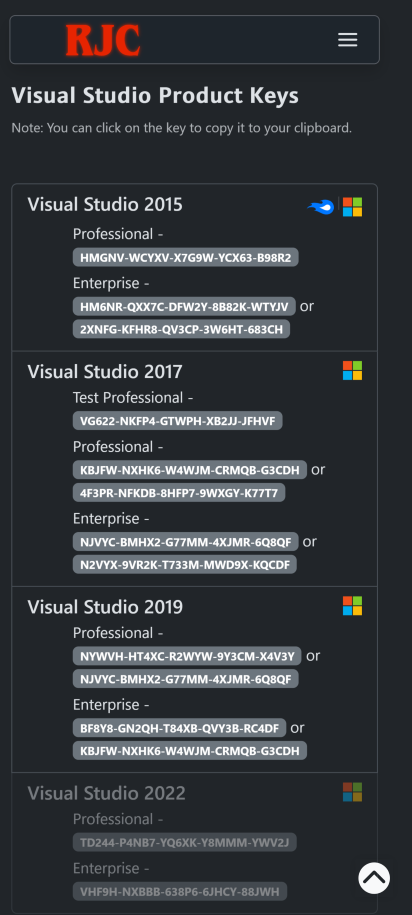 RJC
Visual Studio Product Keys
Note: You can click on the key to copy it to your clipboard.
Visual Studio 2015
Professional -
HMGNV-WCYXV-X7G9W-YCX63-B98R2
Enterprise -
HM6NR-QXX7C-DFW2Y-8B82K-WTYJV or
2XNFG-KFHR8-QV3CP-3W6HT-683CH
Visual Studio 2017
Test Professional -
VG622-NKFP4-GTWPH-XB2JJ-JFHVF
Professional -
KBJFW-NXHK6-W4WJM-CRMQB-G3CDH or
4F3PR-NFKDB-8HFP7-9WXGY-K77T7
Enterprise -
NJVYC-BMHX2-G77MM-4XJMR-6Q8QF or
N2VYX-9VR2K-T733M-MWD9X-KQCDF
Visual Studio 2019
Professional -
NYWVH-HT4XC-R2WYW-9Y3CM-X4V3Y or
NJVYC-BMHX2-G77MM-4XJMR-6Q8QF
Enterprise -
BF8Y8-GN2QH-T84XB-QVY3B-RC4DF or
KBJFW-NXHK6-W4WJM-CRMQB-G3CDH
Visual Studio 2022
Professional -
TD244-P4NB7-YQ6XK-Y8MMM-YWV2J
Enterprise -
VHF9H-NXBBB-638P6-6JHCY-88JWH